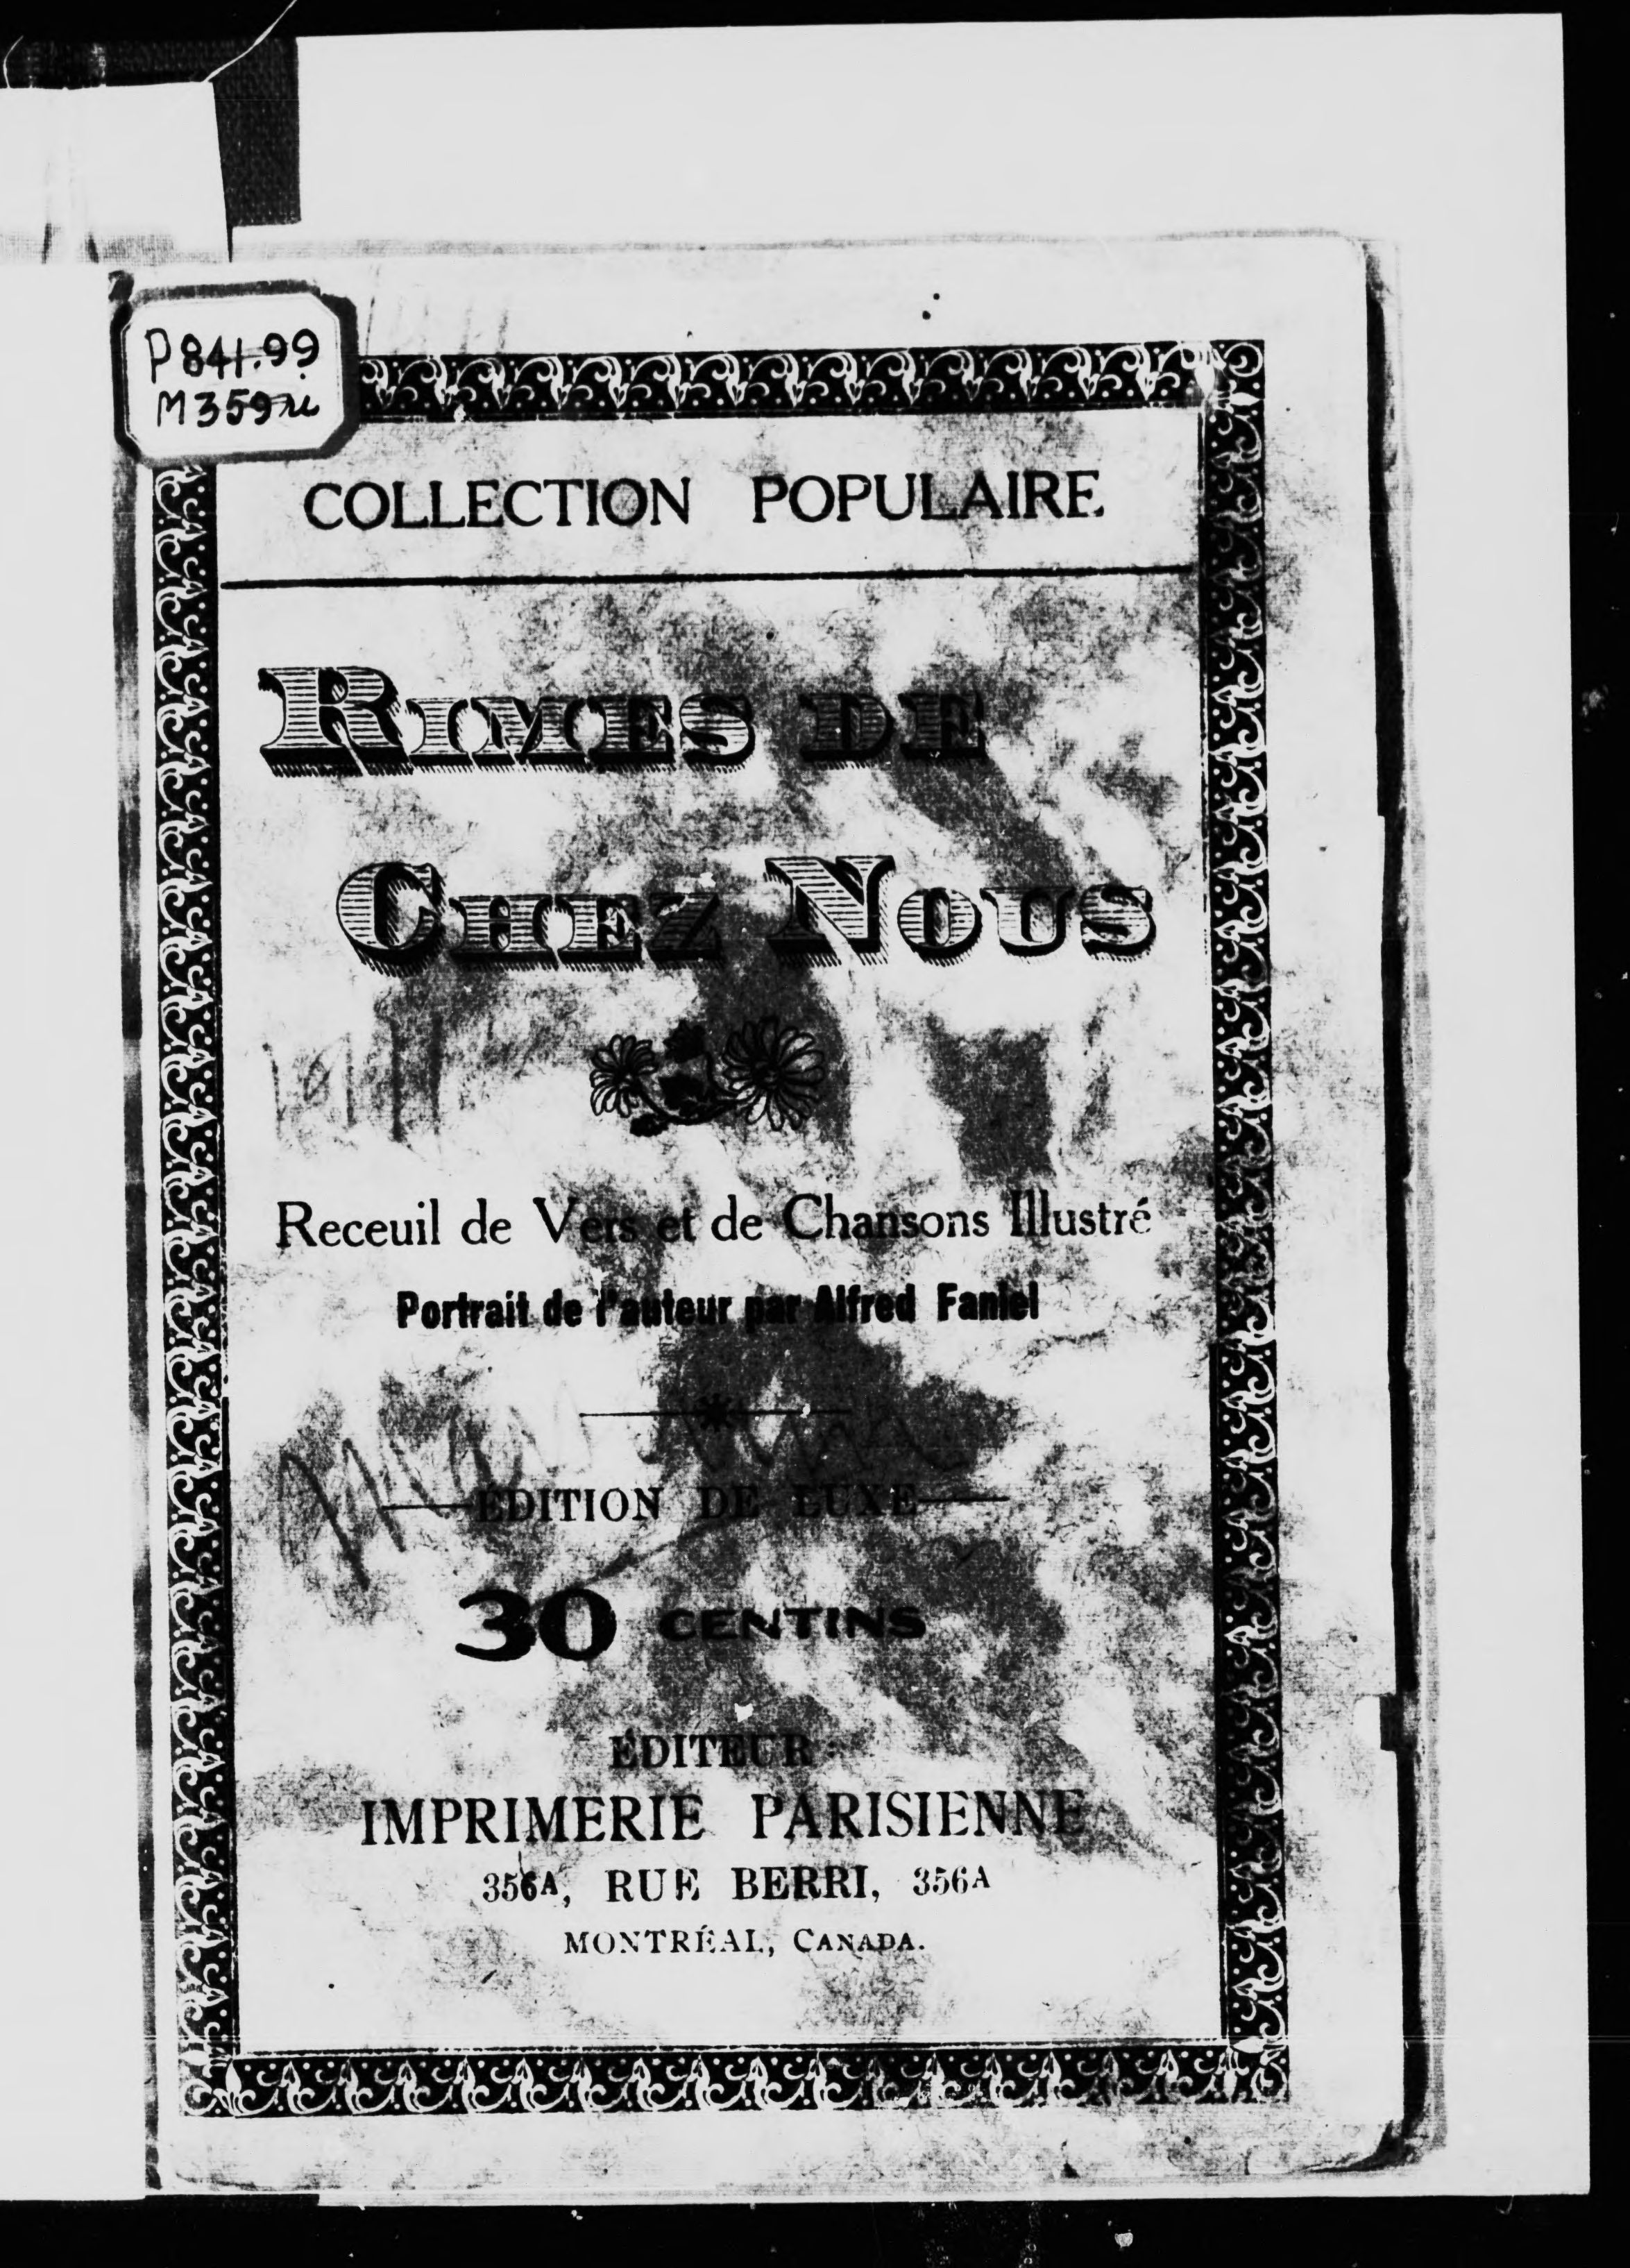 P841.99
M359ri
COLLECTION POPULAIRE
RIMES DE
CHEZ NOUS
Receuil de Vers et de Chansons Illustré
Portrait de l'auteur par Alfred Faniel
EDITION DE LUXE
30 CENTINS
ÉDITEUR
IMPRIMERIE PARISIENNE
356A, RUE BERRI, 356A
MONTRÉAL, CANADA.